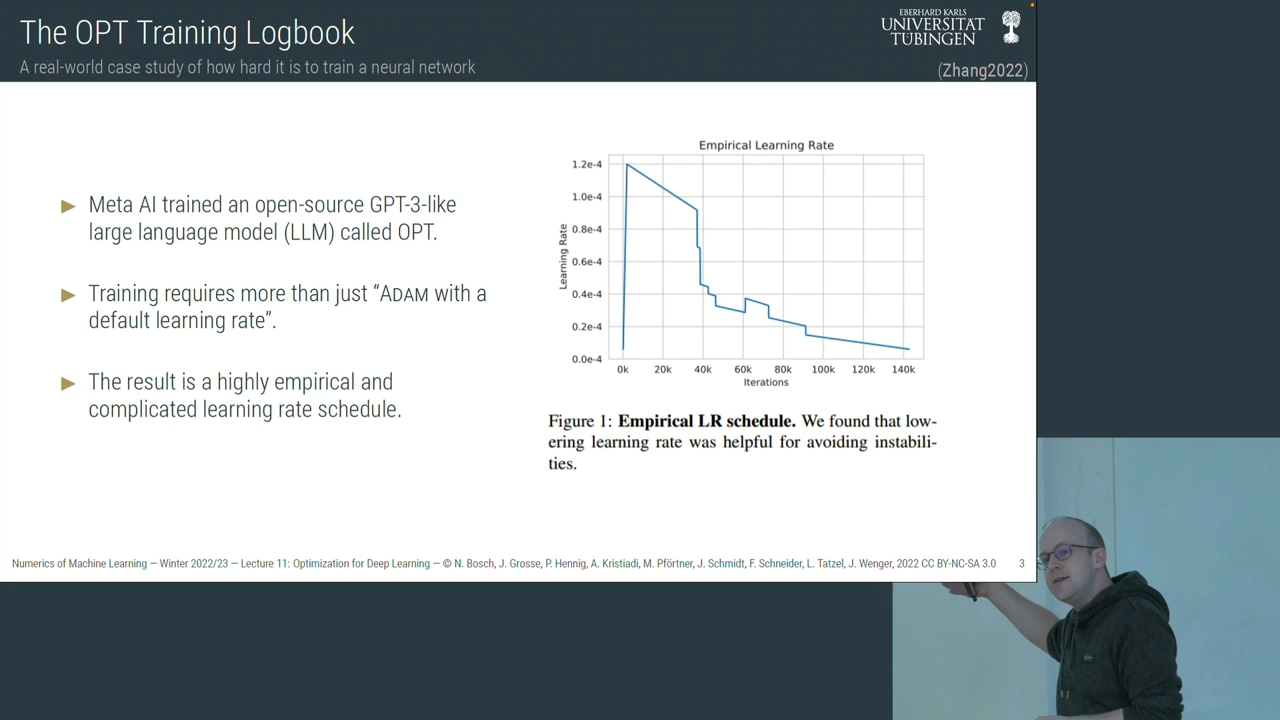 The OPT Training Logbook
A real-world case study of how hard it is to train a neural network
EBERHARD KARLS
UNIVERSITÄT
TÜBINGEN
(Zhang2022)
Meta AI trained an open-source GPT-3-like
large language model (LLM) called OPT.
Training requires more than just “ADAM with a
default learning rate”.
The result is a highly empirical and
complicated learning rate schedule.
Empirical Learning Rate
1.2e-4
1.0e-4
0.8e-4
0.6e-4
0.4e-4
0.2e-4
0.0e-4
Learning Rate
0k 20k 40k 60k 80k 100k 120k 140k
Iterations
Figure 1: Empirical LR schedule. We found that low-
ering learning rate was helpful for avoiding instabili-
ties.
Numerics of Machine Learning — Winter 2022/23 — Lecture 11: Optimization for Deep Learning — © N. Bosch, J. Grosse, P. Hennig, A. Kristiadi, M. Pförtner, J. Schmidt, F. Schneider, L. Tatzel, J. Wenger, 2022 CC BY-NC-SA 3.0 3